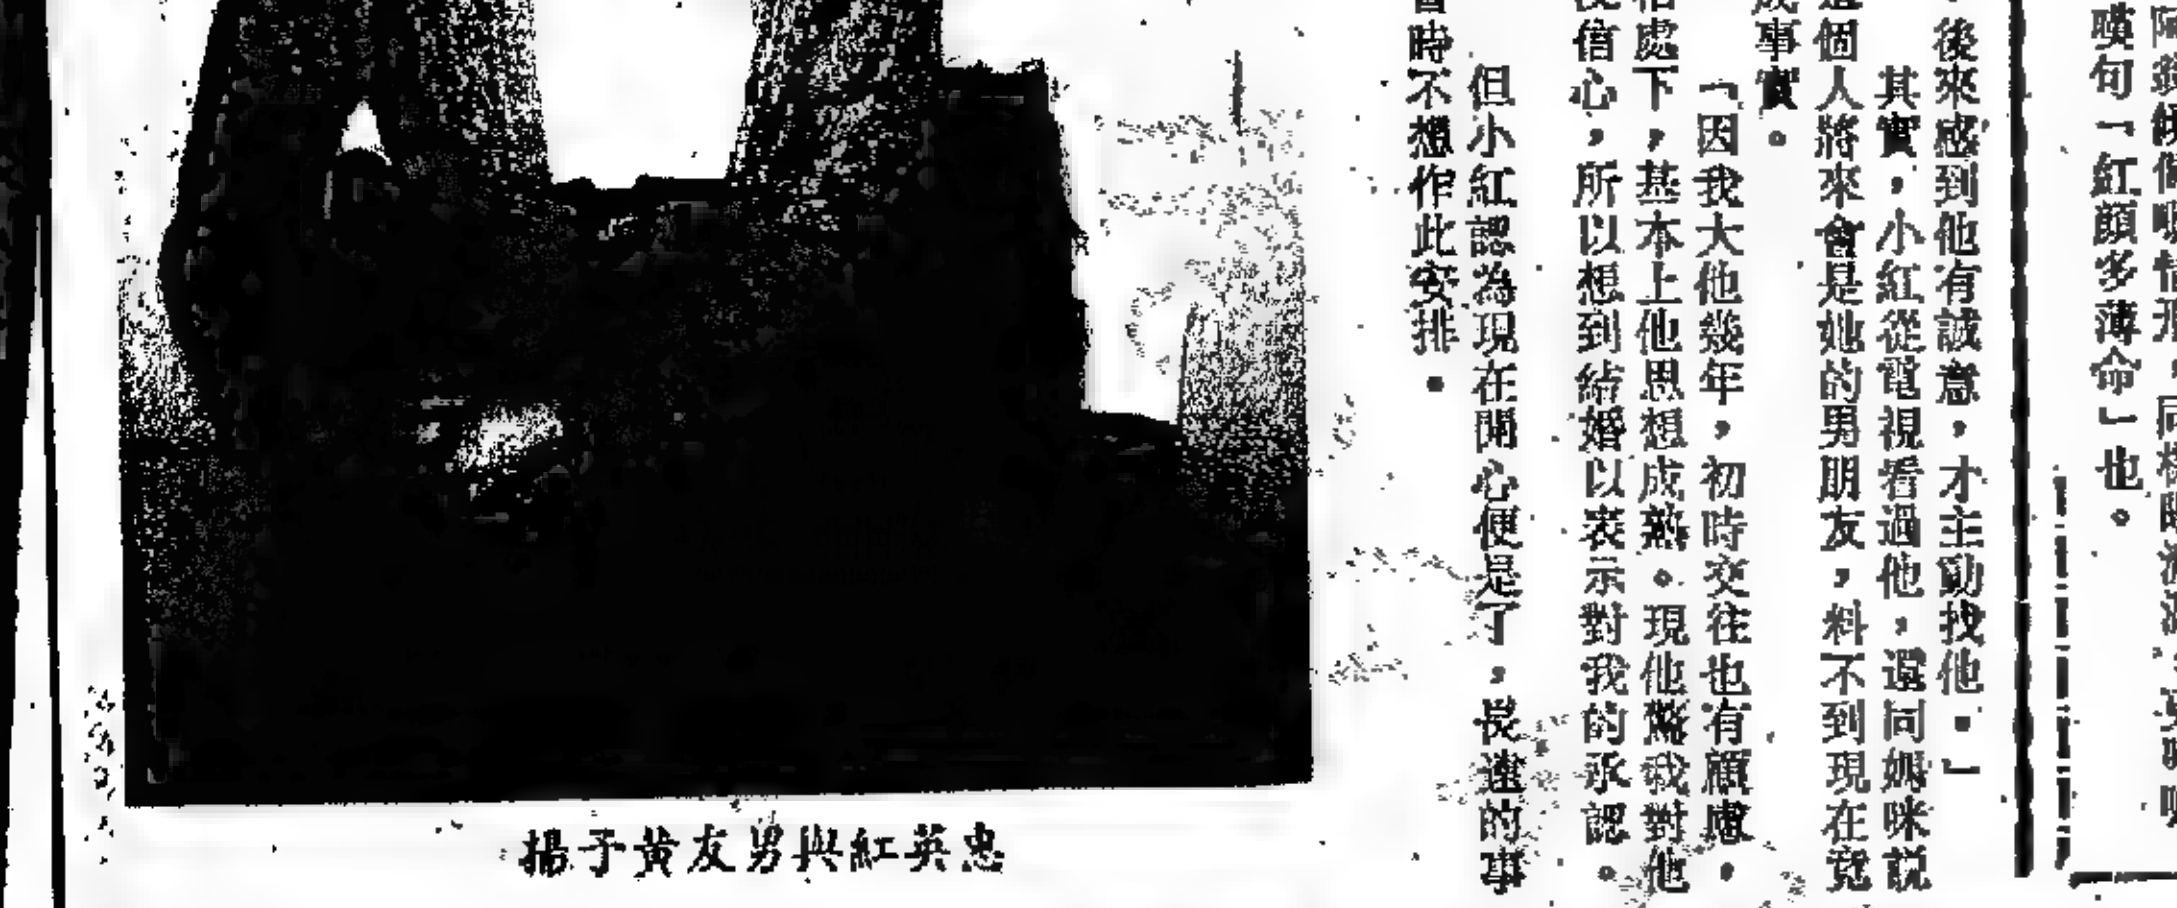 嘆句「紅顏多薄命」也。
，後來感到他有誠意，才主動找他。」
其實，小紅從電視看過他，還同媽咪説
個人將來會是她的男朋友，料不到現在竟
成事實。
「因我大他幾年，初時交往也有顧慮，
相處下，基本上他思想成熟。現他嚟我對他
信心，所以想到結婚以表示對我的承認。
但小紅認為現在開心便是了，長遠的事
時不想作此安排。
惠英紅與男友黃子揚